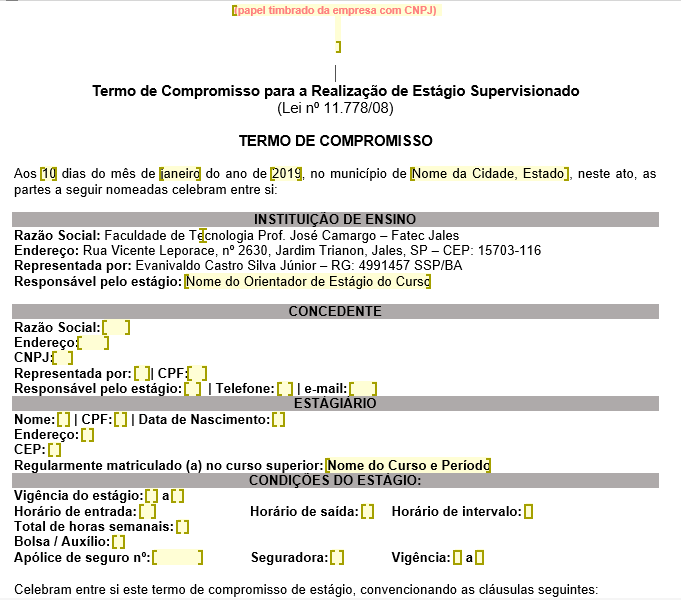 (papel timbrado da empresa com CNPJ)
Termo de Compromisso para a Realização de Estágio Supervisionado
(Lei nº 11.778/08)
TERMO DE COMPROMISSO
Aos [10] dias do mês de [janeiro] do ano de [2019], no município de [Nome da Cidade, Estado], neste ato, as
partes a seguir nomeadas celebram entre si:
INSTITUIÇÃO DE ENSINO
Razão Social: Faculdade de Tecnologia Prof. José Camargo – Fatec Jales
Endereço: Rua Vicente Leporace, nº 2630, Jardim Trianon, Jales, SP – CEP: 15703-116
Representada por: Evanivaldo Castro Silva Júnior – RG: 4991457 SSP/BA
Responsável pelo estágio: [Nome do Orientador de Estágio do Curso]
CONCEDENTE
Razão Social: [ ]
Endereço: [ ]
CNPJ: [ ]
Representada por: [ ] | CPF: [ ]
Responsável pelo estágio: [ ] | Telefone: [ ] | e-mail: [ ]
ESTAGIÁRIO
Nome: [ ] | CPF: [ ] | Data de Nascimento: [ ]
Endereço: [ ]
CEP: [ ]
Regularmente matriculado (a) no curso superior: [Nome do Curso e Período]
CONDIÇÕES DO ESTÁGIO:
Vigência do estágio: [ ] a [ ]
Horário de entrada: [ ] Horário de saída: [ ] Horário de intervalo: [ ]
Total de horas semanais: [ ]
Bolsa / Auxílio: [ ]
Apólice de seguro nº: [ ] Seguradora: [ ] Vigência: [ ] a [ ]
Celebram entre si este termo de compromisso de estágio, convencionando as cláusulas seguintes: